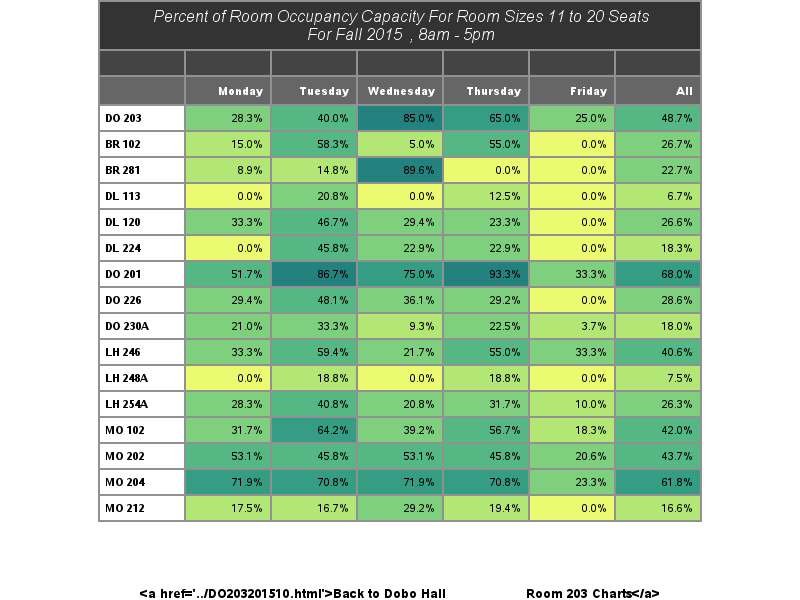 Percent of Room Occupancy Capacity For Room Sizes 11 to 20 Seats
For Fall 2015 , 8am - 5pm
Monday Tuesday Wednesday Thursday Friday All
DO 203 28.3% 40.0% 85.0% 65.0% 25.0% 48.7%
BR 102 15.0% 58.3% 5.0% 55.0% 0.0% 26.7%
BR 281 8.9% 14.8% 89.6% 0.0% 0.0% 22.7%
DL 113 0.0% 20.8% 0.0% 12.5% 0.0% 6.7%
DL 120 33.3% 46.7% 29.4% 23.3% 0.0% 26.6%
DL 224 0.0% 45.8% 22.9% 22.9% 0.0% 18.3%
DO 201 51.7% 86.7% 75.0% 93.3% 33.3% 68.0%
DO 226 29.4% 48.1% 36.1% 29.2% 0.0% 28.6%
DO 230A 21.0% 33.3% 9.3% 22.5% 3.7% 18.0%
LH 246 33.3% 59.4% 21.7% 55.0% 33.3% 40.6%
LH 248A 0.0% 18.8% 0.0% 18.8% 0.0% 7.5%
LH 254A 28.3% 40.8% 20.8% 31.7% 10.0% 26.3%
MO 102 31.7% 64.2% 39.2% 56.7% 18.3% 42.0%
MO 202 53.1% 45.8% 53.1% 45.8% 20.6% 43.7%
MO 204 71.9% 70.8% 71.9% 70.8% 23.3% 61.8%
MO 212 17.5% 16.7% 29.2% 19.4% 0.0% 16.6%
<a href='../DO203201510.html'>Back to Dobo Hall Room 203 Charts</a>